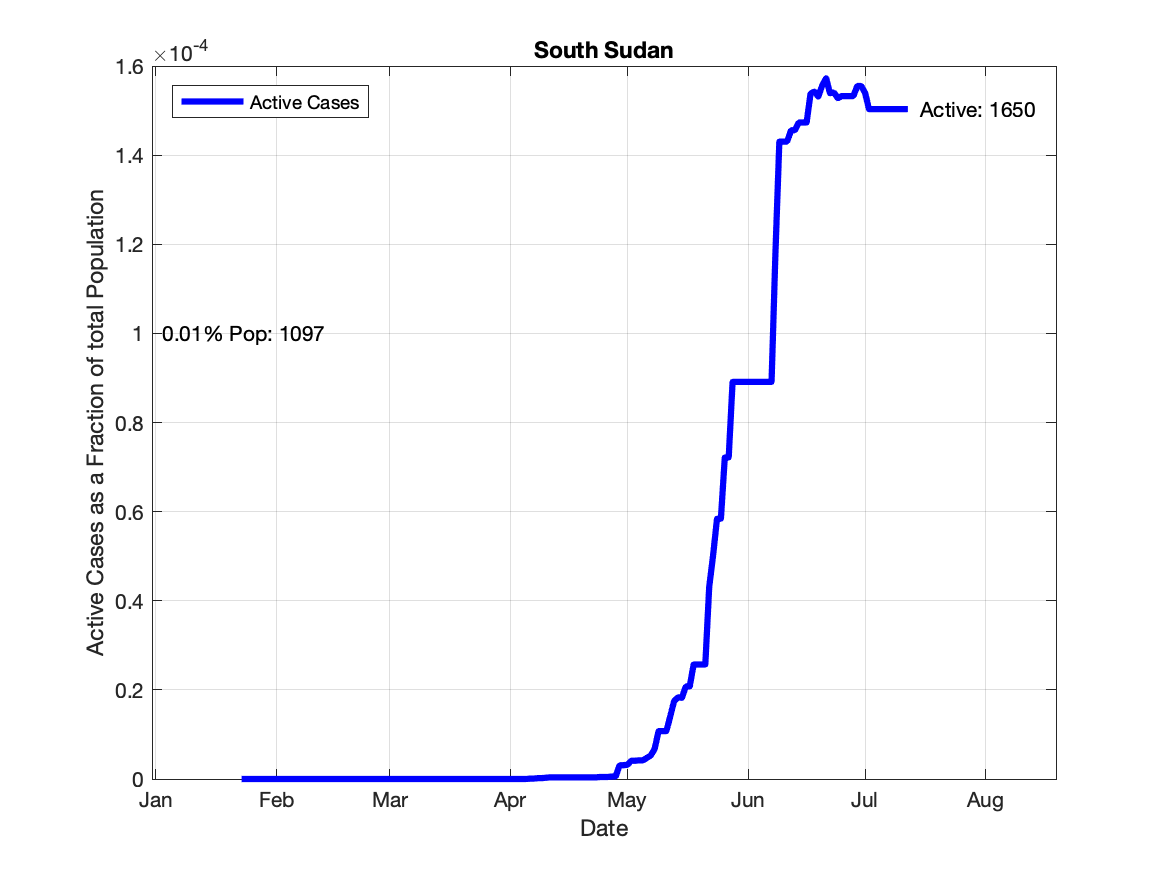 South Sudan
×10-4
1.6
1.4
1.2
1
0.8
0.6
0.4
0.2
0
Active Cases as a Fraction of total Population
Active Cases
Active: 1650
0.01% Pop: 1097
Jan Feb Mar Apr May Jun Jul Aug
Date